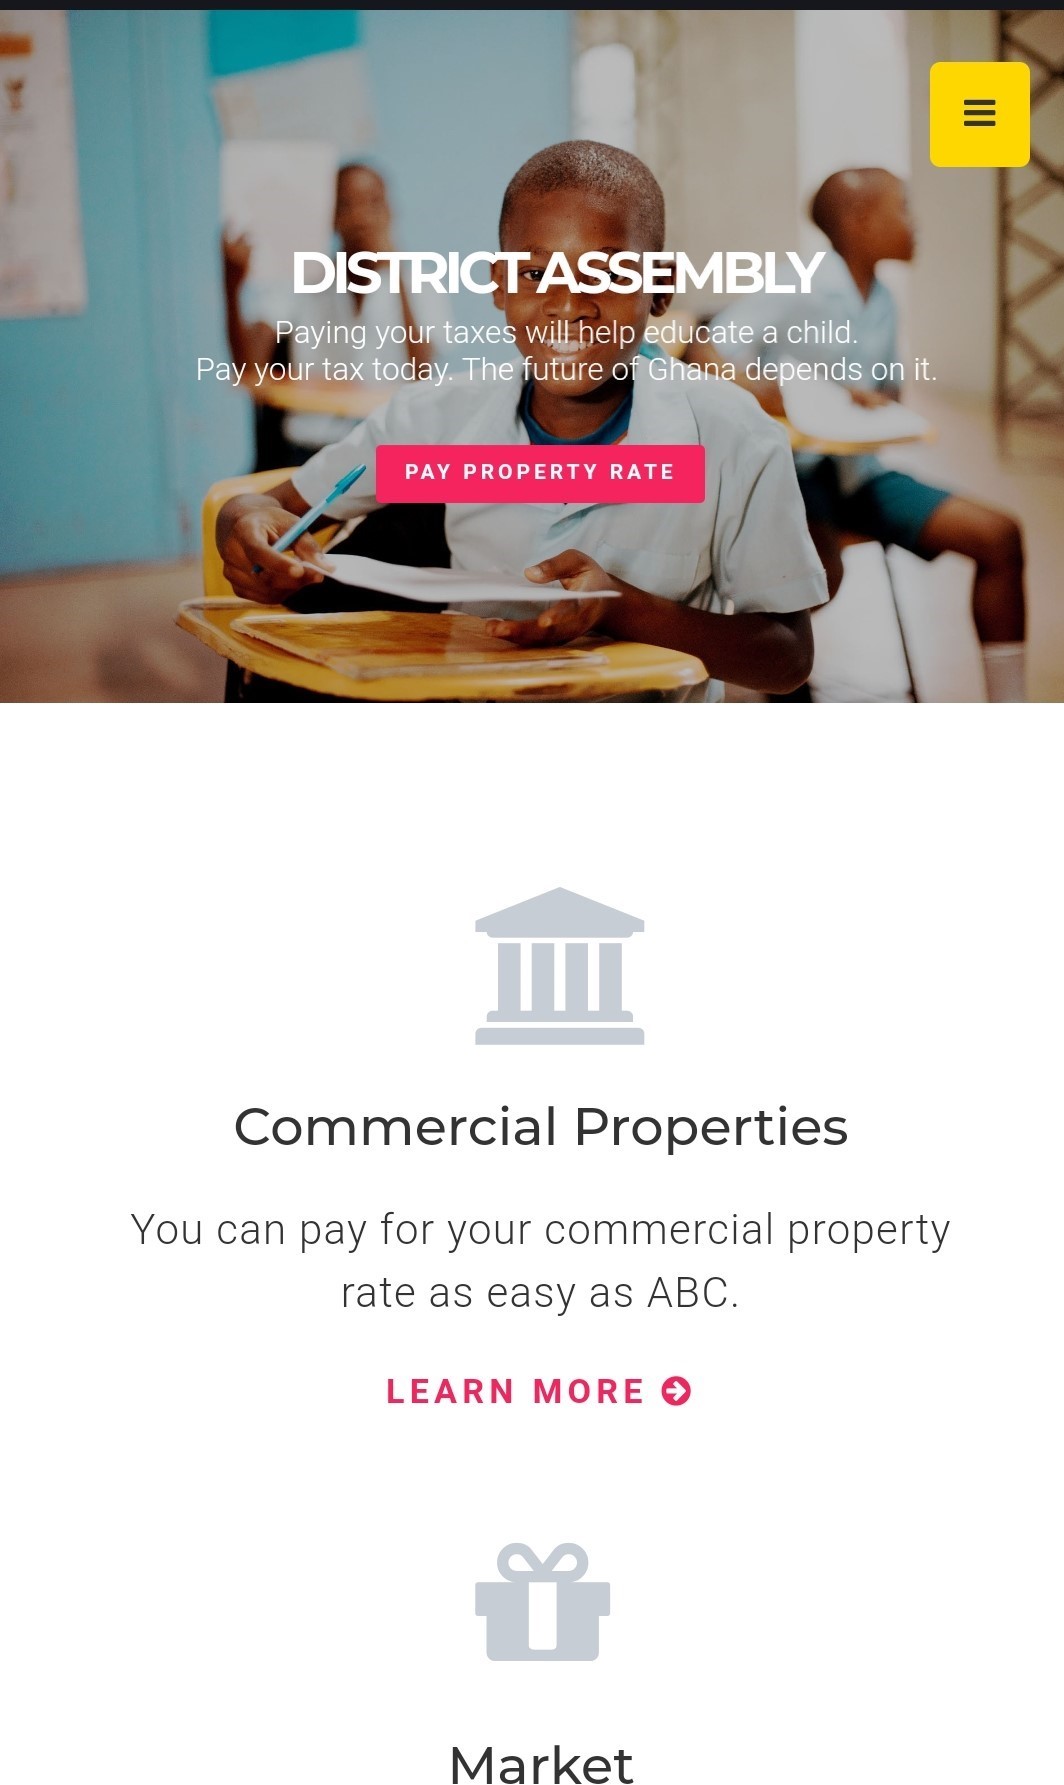 DISTRICT ASSEMBLY
Paying your taxes will help educate a child.
Pay your tax today. The future of Ghana depends on it.
PAY PROPERTY RATE
Commercial Properties
You can pay for your commercial property
rate as easy as ABC.
LEARN MORE
Market